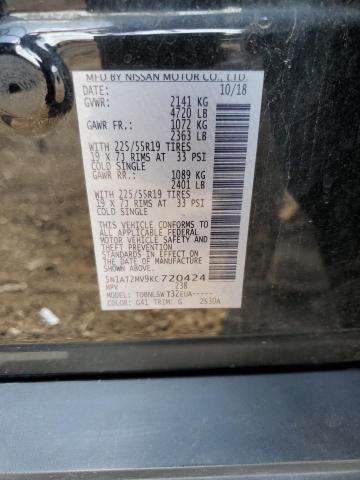 MFD BY NISSAN MOTOR CO., LTD.
DATE: 10/18
GVWR: 2141 KG
4720 LB
GAWR FR.: 1072 KG
2363 LB
WITH 225/55R19 TIRES
19 X 7J RIMS AT 33 PSI
COLD SINGLE
GAWR RR.: 1089 KG
2401 LB
WITH 225/55R19 TIRES
19 X 7J RIMS AT 33 PSI
COLD SINGLE
THIS VEHICLE CONFORMS
TO ALL APPLICABLE FEDERAL
MOTOR VEHICLE SAFETY
STANDARDS IN EFFECT ON
THE DATE OF MANUFACTURE
SHOWN ABOVE.
5N1AT2MV9KC720424
MPV 238
MODEL: TDBNLSW T32EUA-----
COLOR: G41 TRIM: G 2S30A